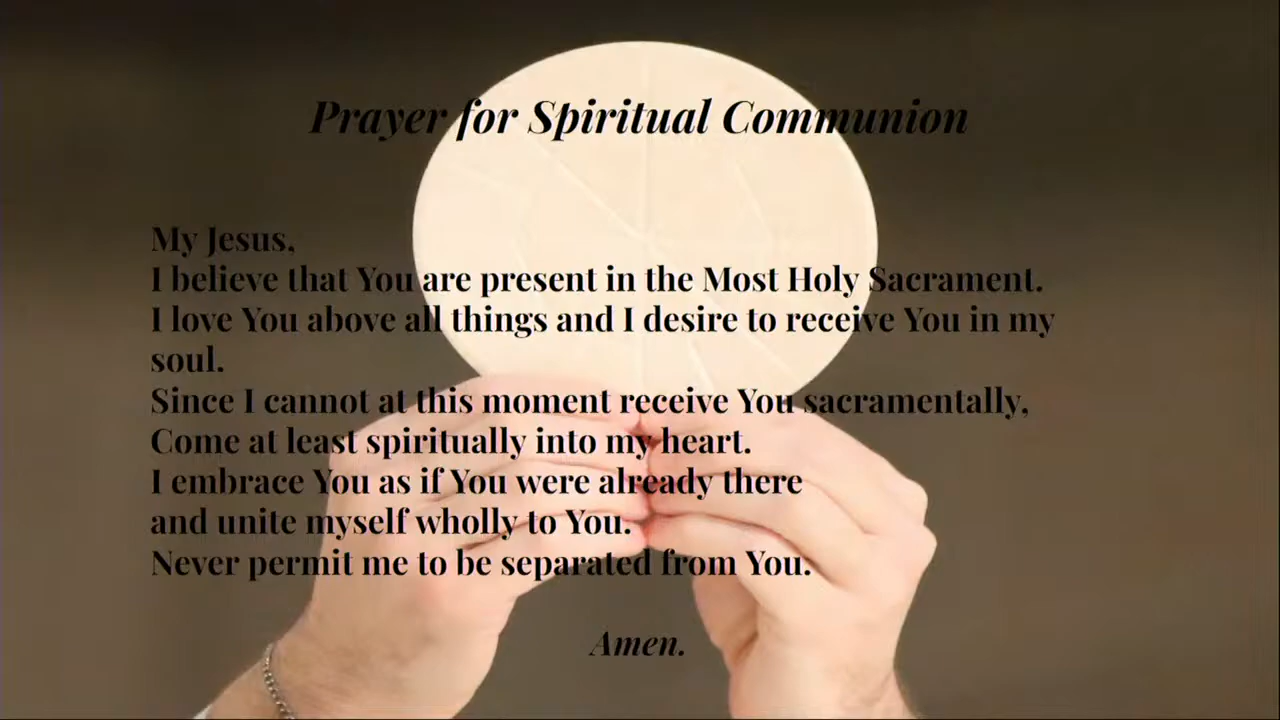 Prayer for Spiritual Communion
My Jesus,
I believe that You are present in the Most Holy Sacrament.
I love You above all things and I desire to receive You in my
soul.
Since I cannot at this moment receive You sacramentally,
Come at least spiritually into my heart.
I embrace You as if You were already there
and unite myself wholly to You.
Never permit me to be separated from You.
Amen.